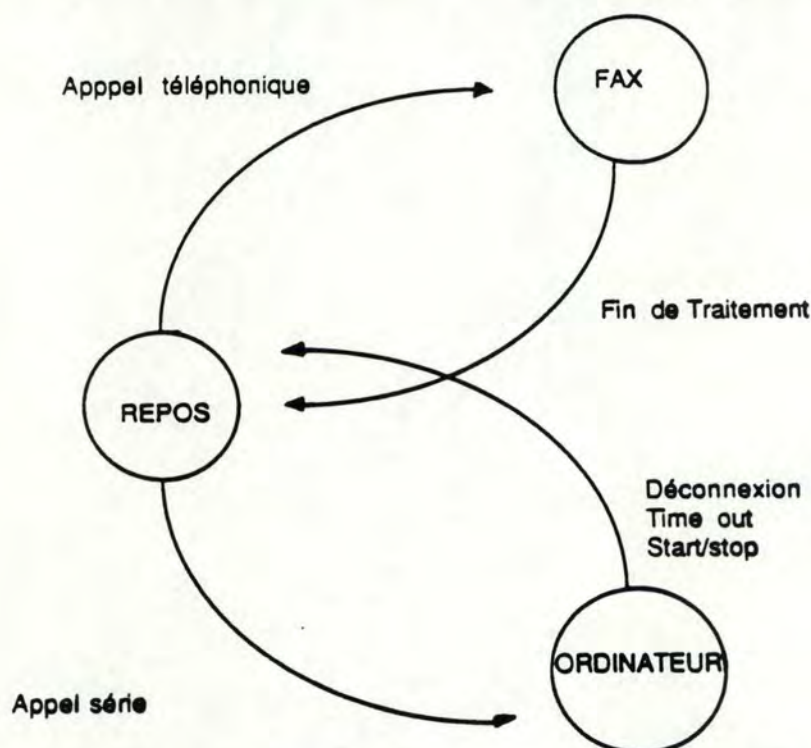 Apppel téléphonique
FAX
Fin de Traitement
REPOS
Déconnexion
Time out
Start/stop
ORDINATEUR
Appel série